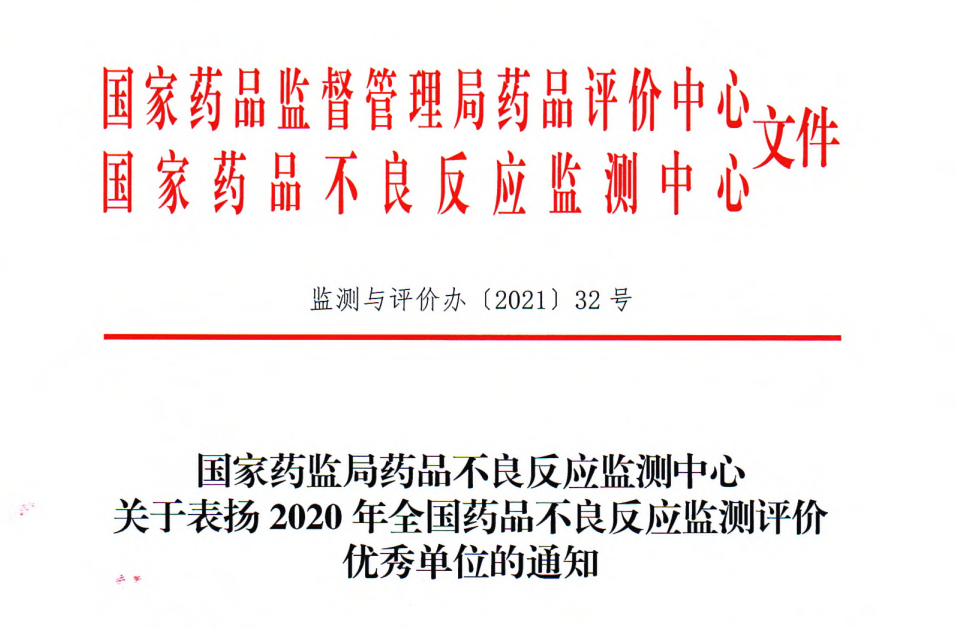 国家药品监督管理局药品评价中心
国家药品不良反应监测中心
文件
监测与评价办〔2021〕32号
国家药监局药品不良反应监测中心
关于表扬2020年全国药品不良反应监测评价
优秀单位的通知